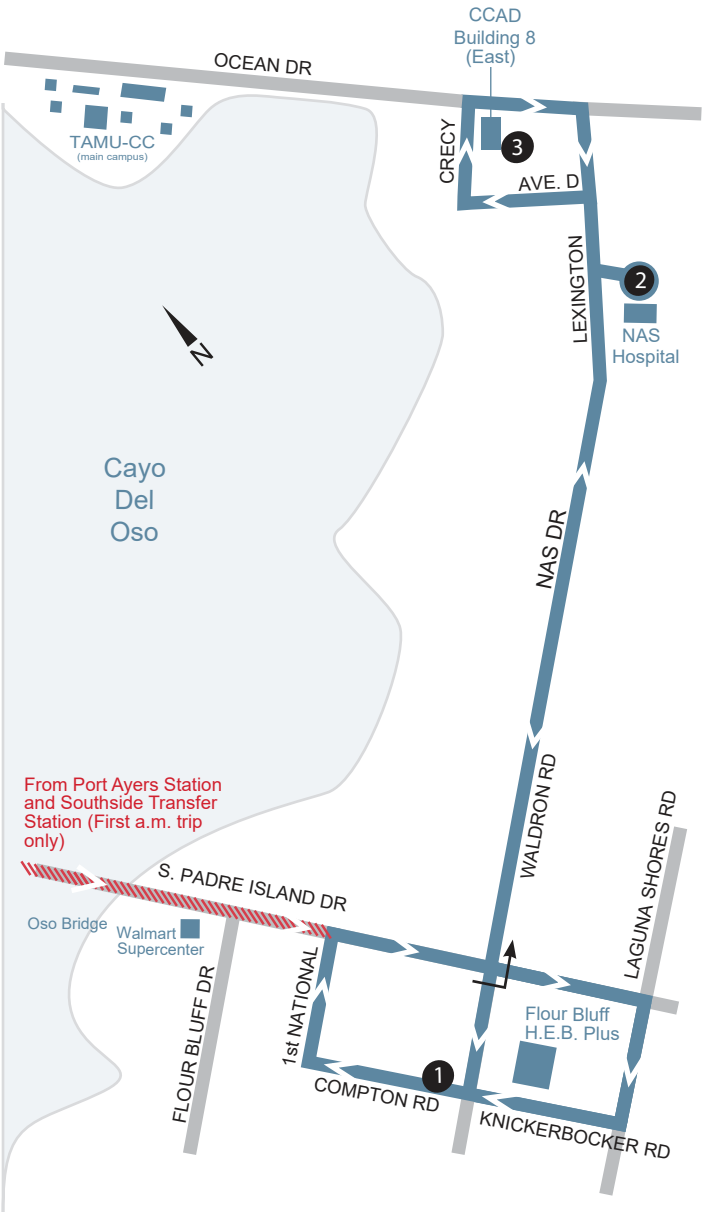 CCAD
Building 8
(East)
OCEAN DR
TAMU-CC
(main campus)
CRECY
3
AVE. D
LEXINGTON
2
NAS
Hospital
N
Cayo
Del
Oso
NAS DR
WALDRON RD
LAGUNA SHORES RD
From Port Ayers Station
and Southside Transfer
Station (First a.m. trip
only)
S. PADRE ISLAND DR
Oso Bridge
Walmart
Supercenter
FLOUR BLUFF DR
1st NATIONAL
Flour Bluff
H.E.B. Plus
1
COMPTON RD
KNICKERBOCKER RD